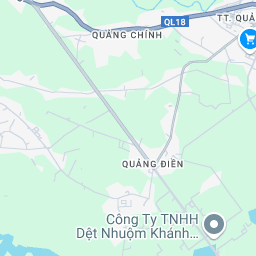 QL18
TT. QUẢ
QUẢNG CHÍNH
QUẢNG ĐIỀN
Công Ty TNHH
Dệt Nhuộm Khánh...